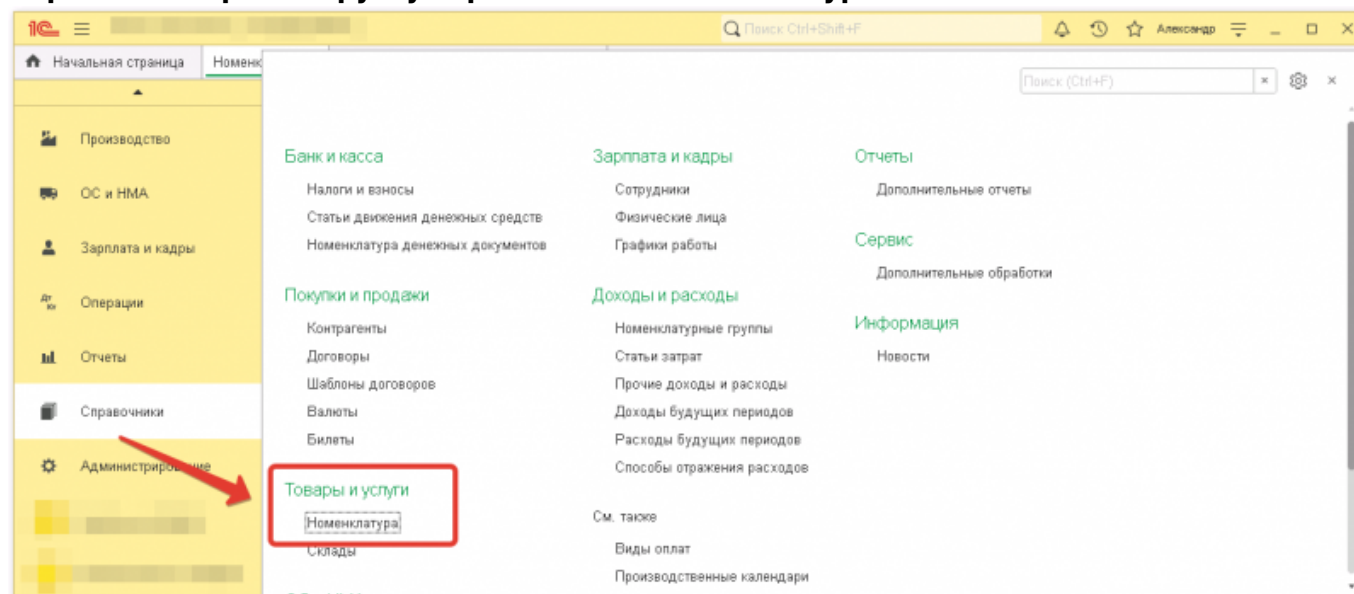 1С Поиск Ctrl+Shift+F Александр
Начальная страница Номенк
Поиск (Ctrl+F)
Производство
ОС и НМА
Зарплата и кадры
Дт Кт Операции
Отчеты
Справочники
Администрирование
Банк и касса
Налоги и взносы
Статьи движения денежных средств
Номенклатура денежных документов
Покупки и продажи
Контрагенты
Договоры
Шаблоны договоров
Валюты
Билеты
Товары и услуги
Номенклатура
Склады
Зарплата и кадры
Сотрудники
Физические лица
Графики работы
Доходы и расходы
Номенклатурные группы
Статьи затрат
Прочие доходы и расходы
Доходы будущих периодов
Расходы будущих периодов
Способы отражения расходов
См. также
Виды оплат
Производственные календари
Отчеты
Дополнительные отчеты
Сервис
Дополнительные обработки
Информация
Новости